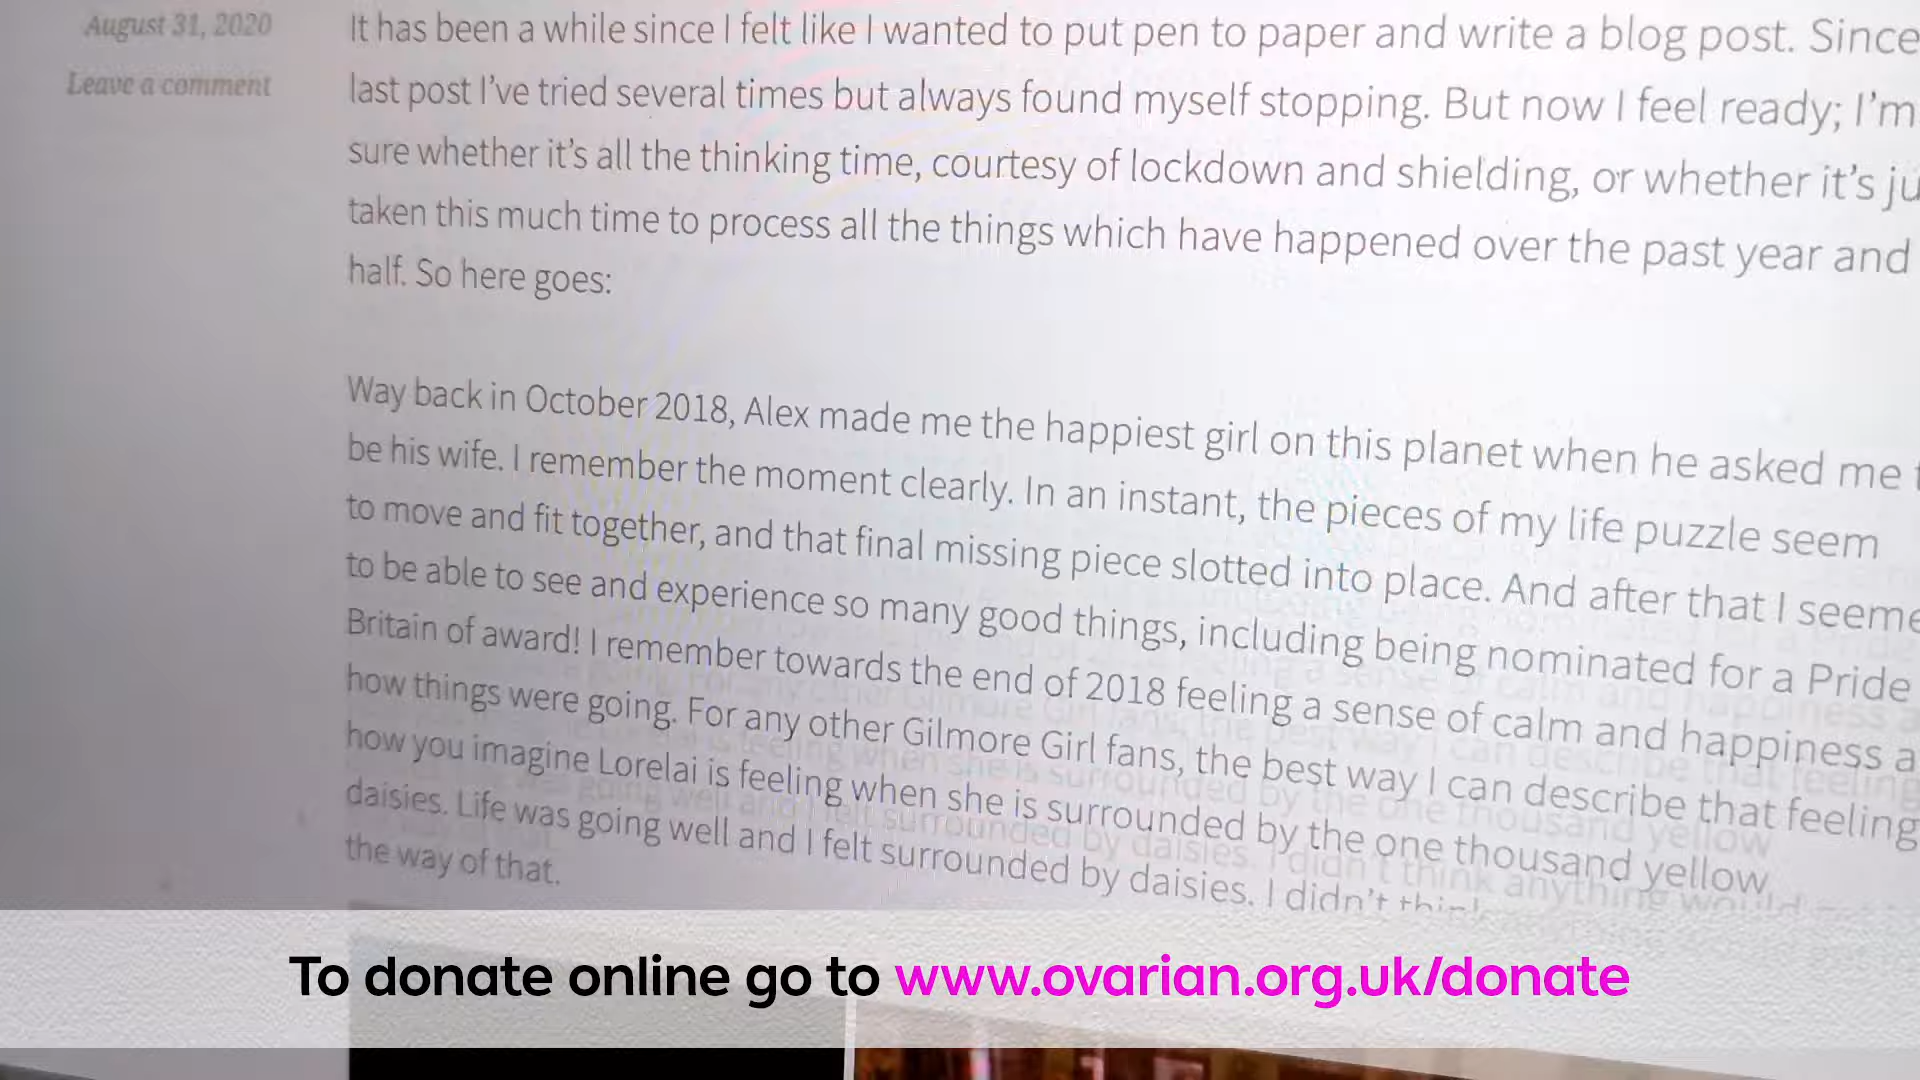 August 31, 2020
Leave a comment
It has been a while since I felt like I wanted to put pen to paper and write a blog post. Since
last post I've tried several times but always found myself stopping. But now I feel ready; I'm
sure whether it's all the thinking time, courtesy of lockdown and shielding, or whether it's ju
taken this much time to process all the things which have happened over the past year and
half. So here goes:
Way back in October 2018, Alex made me the happiest girl on this planet when he asked me t
be his wife. I remember the moment clearly. In an instant, the pieces of my life puzzle seem
to move and fit together, and that final missing piece slotted into place. And after that I seeme
to be able to see and experience so many good things, including being nominated for a Pride
Britain of award! I remember towards the end of 2018 feeling a sense of calm and happiness a
how things were going. For any other Gilmore Girl fans, the best way I can describe that feeling
how you imagine Lorelai is feeling when she is surrounded by the one thousand yellow
daisies. Life was going well and I felt surrounded by daisies. I didn't think
the way of that.
To donate online go to www.ovarian.org.uk/donate